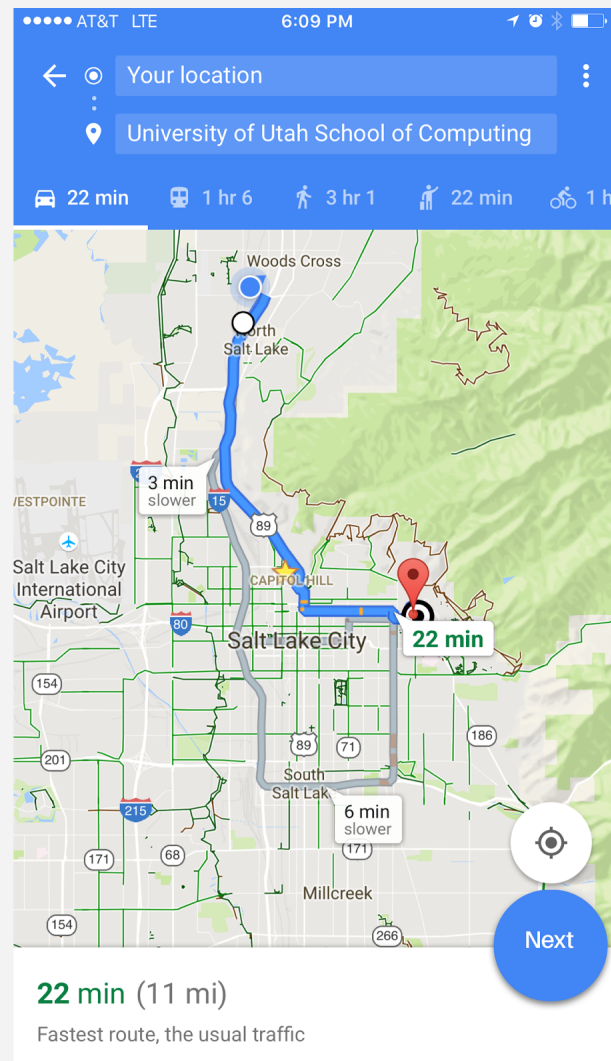 AT&T LTE 6:09 PM
Your location
University of Utah School of Computing
22 min 1 hr 6 3 hr 1 22 min 1 h
Woods Cross
North
Salt Lake
3 min
slower
15
WESTPOINTE
89
Salt Lake City
International
Airport
CAPITOL HILL
80
Salt Lake City
22 min
154
186
89
71
201
South
Salt Lak
215
6 min
slower
171
171
68
Millcreek
154
266
Next
22 min (11 mi)
Fastest route, the usual traffic